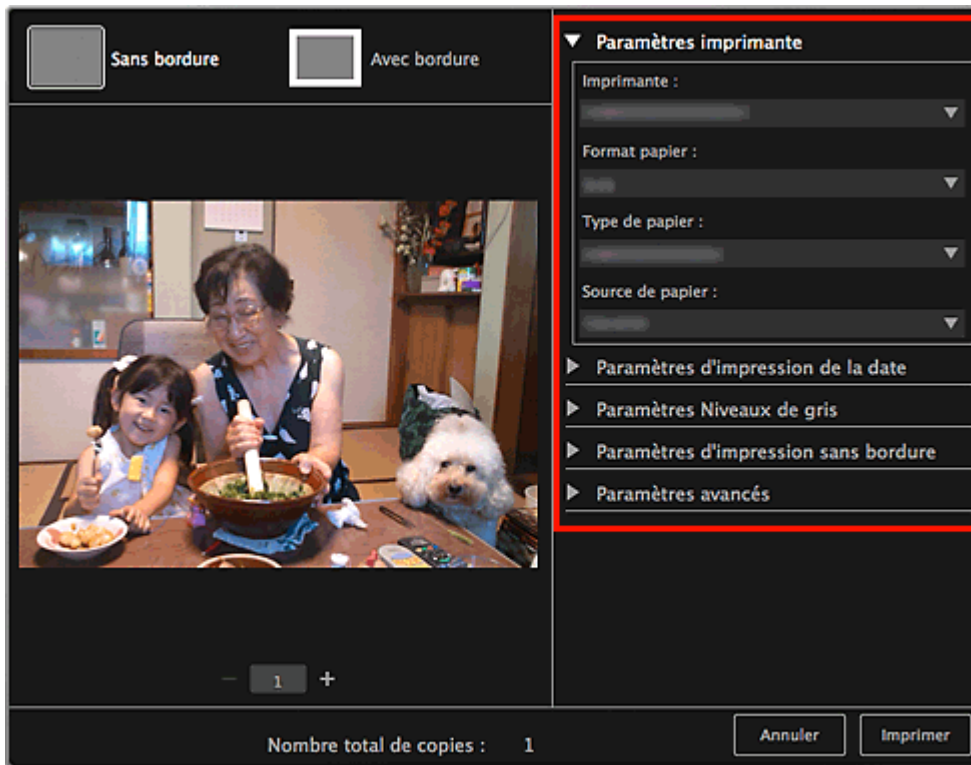 Sans bordure
Avec bordure
Paramètres imprimante
Imprimante :
Format papier :
Type de papier :
Source de papier :
Paramètres d'impression de la date
Paramètres Niveaux de gris
Paramètres d'impression sans bordure
Paramètres avancés
1
Nombre total de copies : 1
Annuler
Imprimer